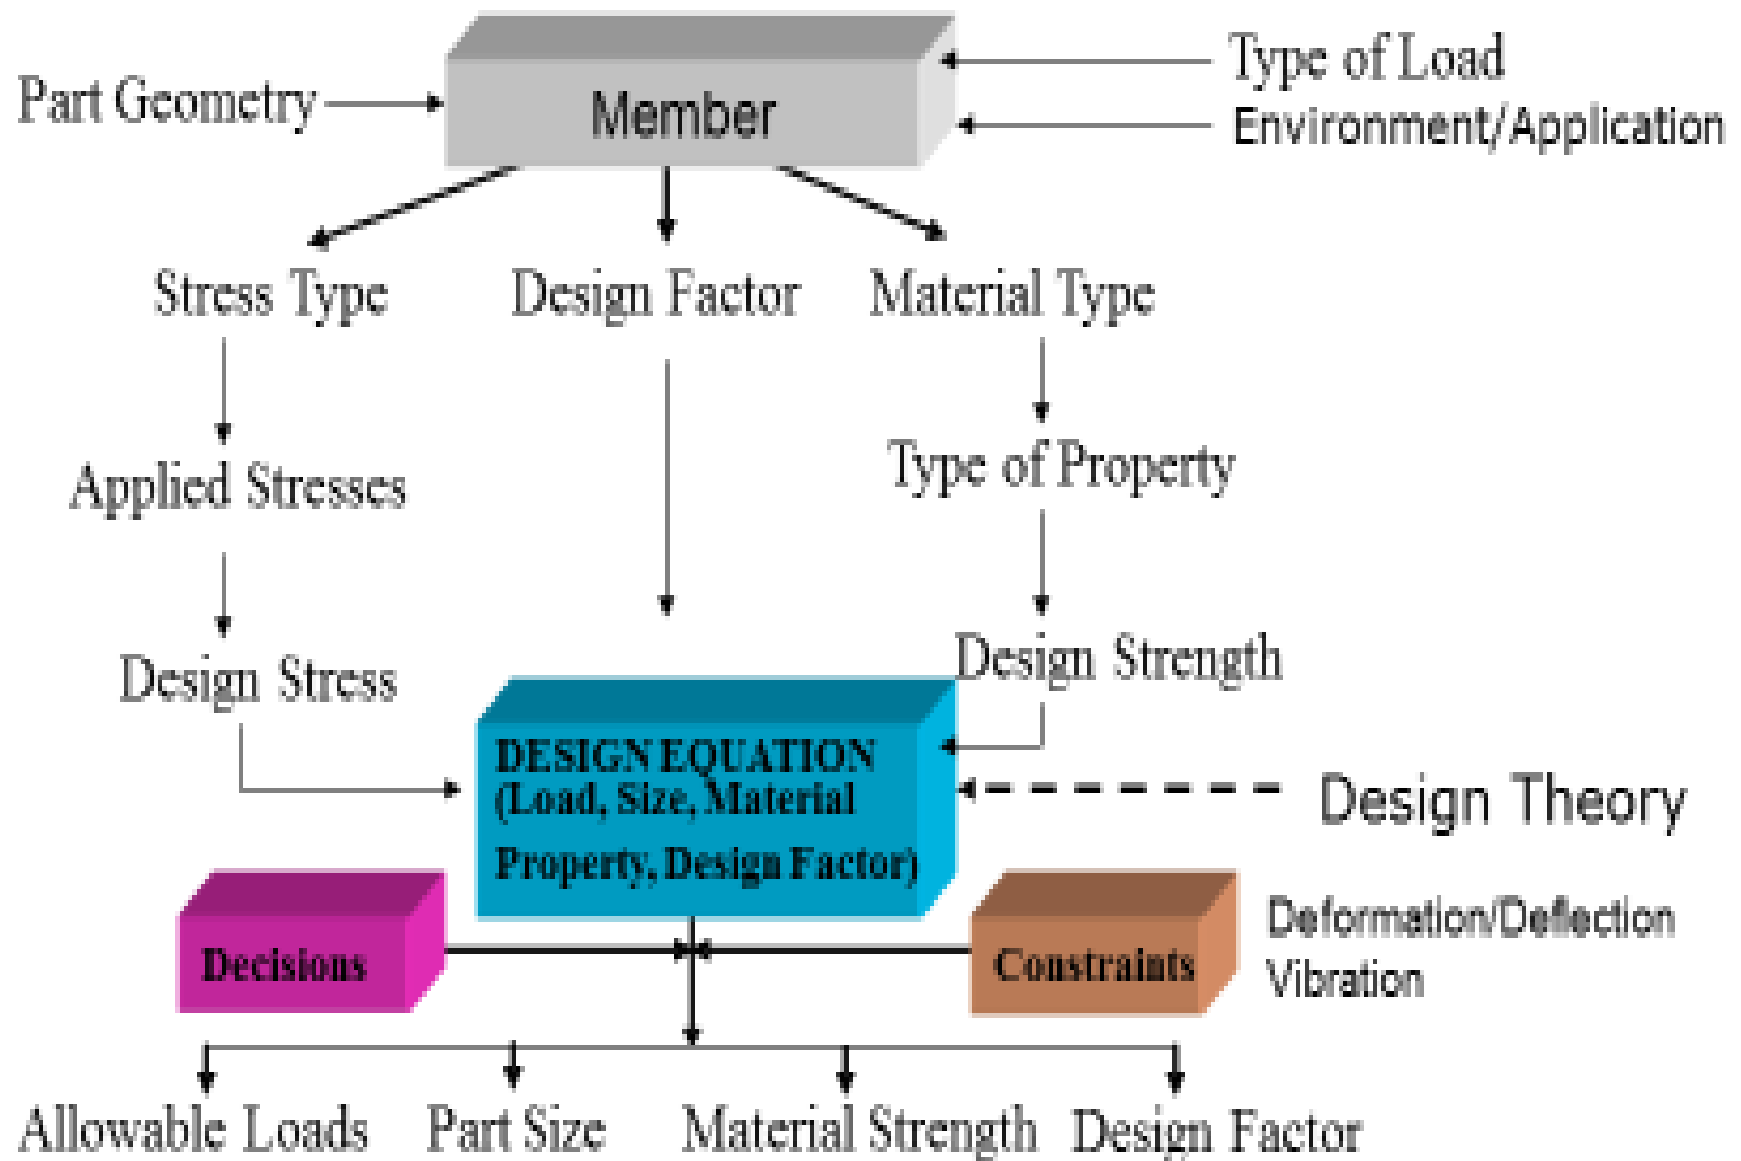 Type of Load
Part Geometry
Member
Environment/Application
Stress Type
Design Factor
Material Type
Type of Property
Applied Stresses
Design Strength
Design Stress
DESIGN EQUATION
(Load, Size, Material
Property, Design Factor)
Design Theory
Decisions
Constraints
Deformation/Deflection
Vibration
Allowable Loads
Part Size
Material Strength
Design Factor